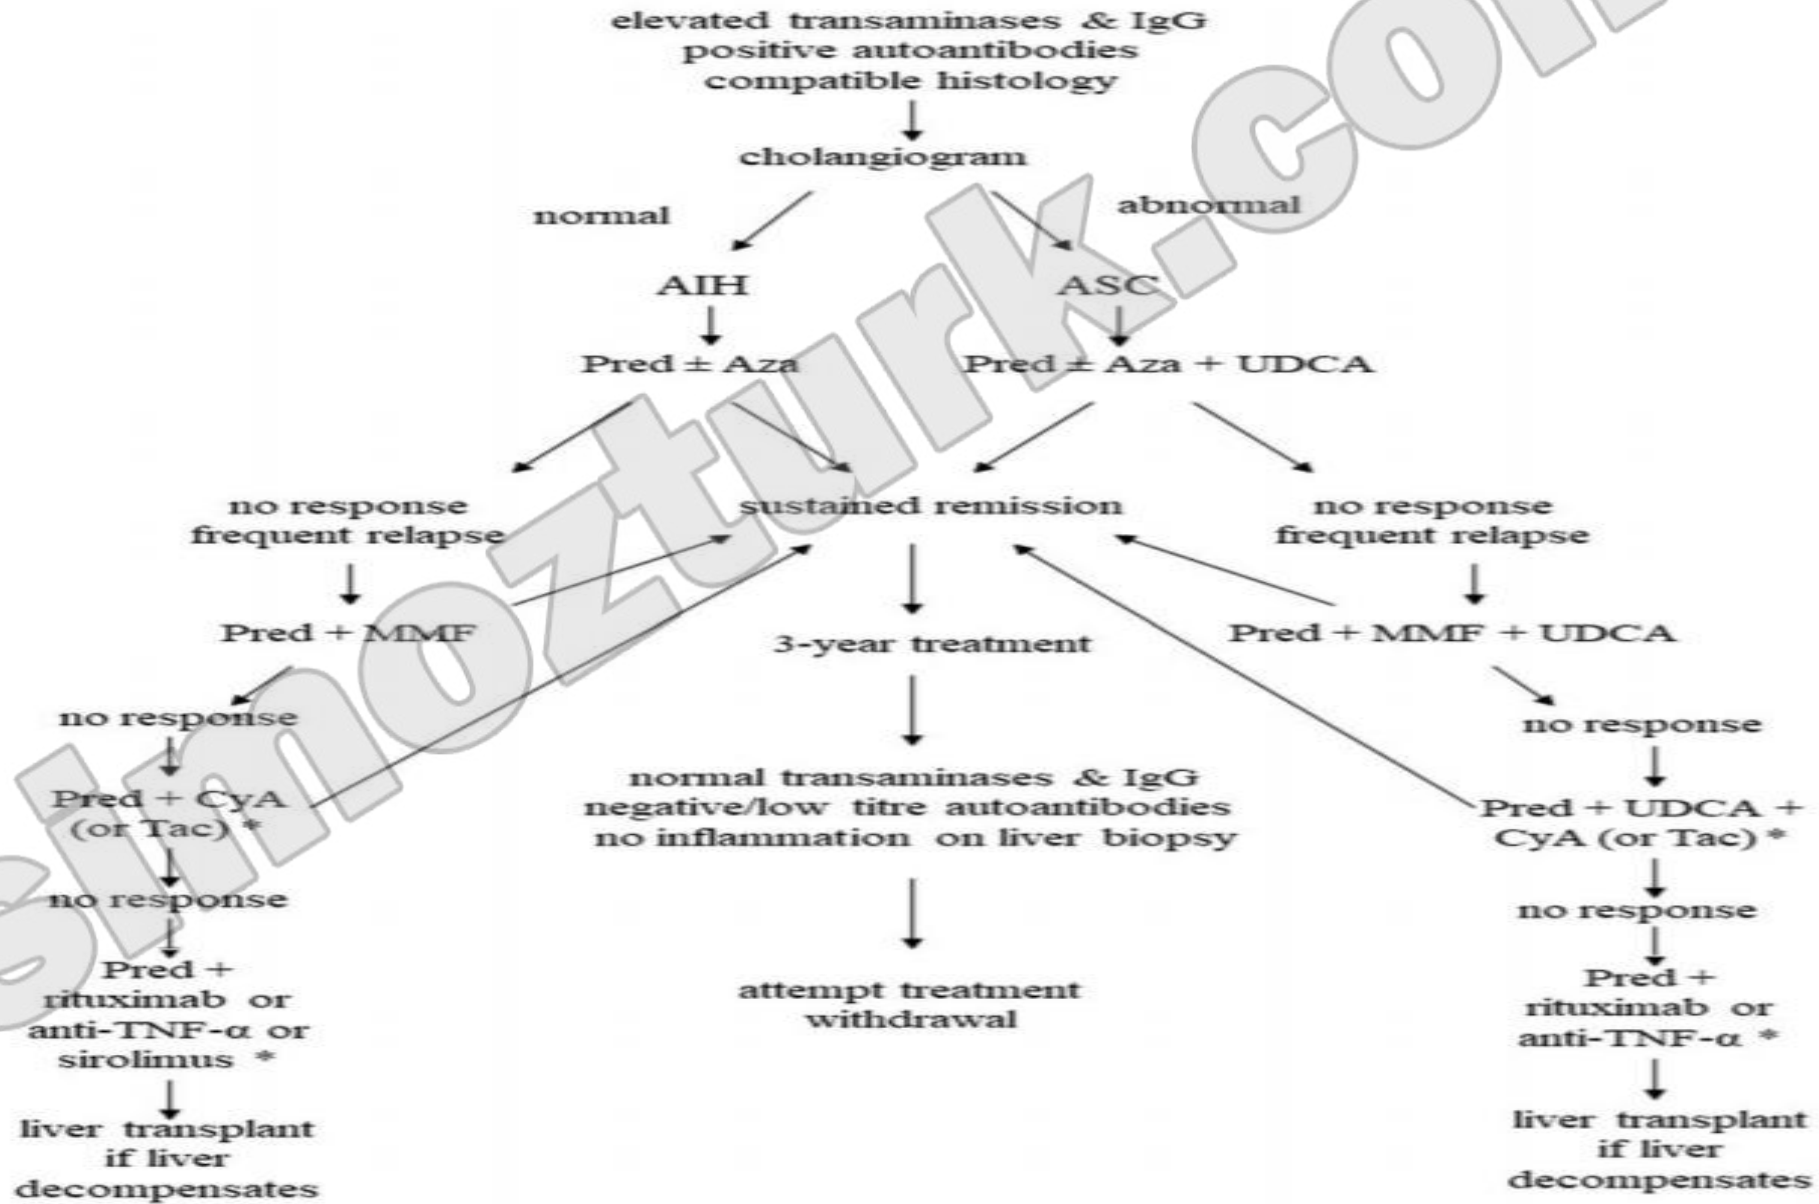 elevated transaminases & IgG
positive autoantibodies
compatible histology
cholangiogram
normal
abnormal
AIH
ASC
Pred ± Aza
Pred ± Aza + UDCA
no response
frequent relapse
sustained remission
no response
frequent relapse
Pred + MMF
3-year treatment
Pred + MMF + UDCA
no response
no response
Pred + CyA
(or Tac) *
normal transaminases & IgG
negative/low titre autoantibodies
no inflammation on liver biopsy
Pred + UDCA +
CyA (or Tac) *
no response
no response
Pred +
rituximab or
anti-TNF-α or
sirolimus *
attempt treatment
withdrawal
Pred +
rituximab or
anti-TNF-α *
liver transplant
if liver
decompensates
liver transplant
if liver
decompensates
simozturk.com